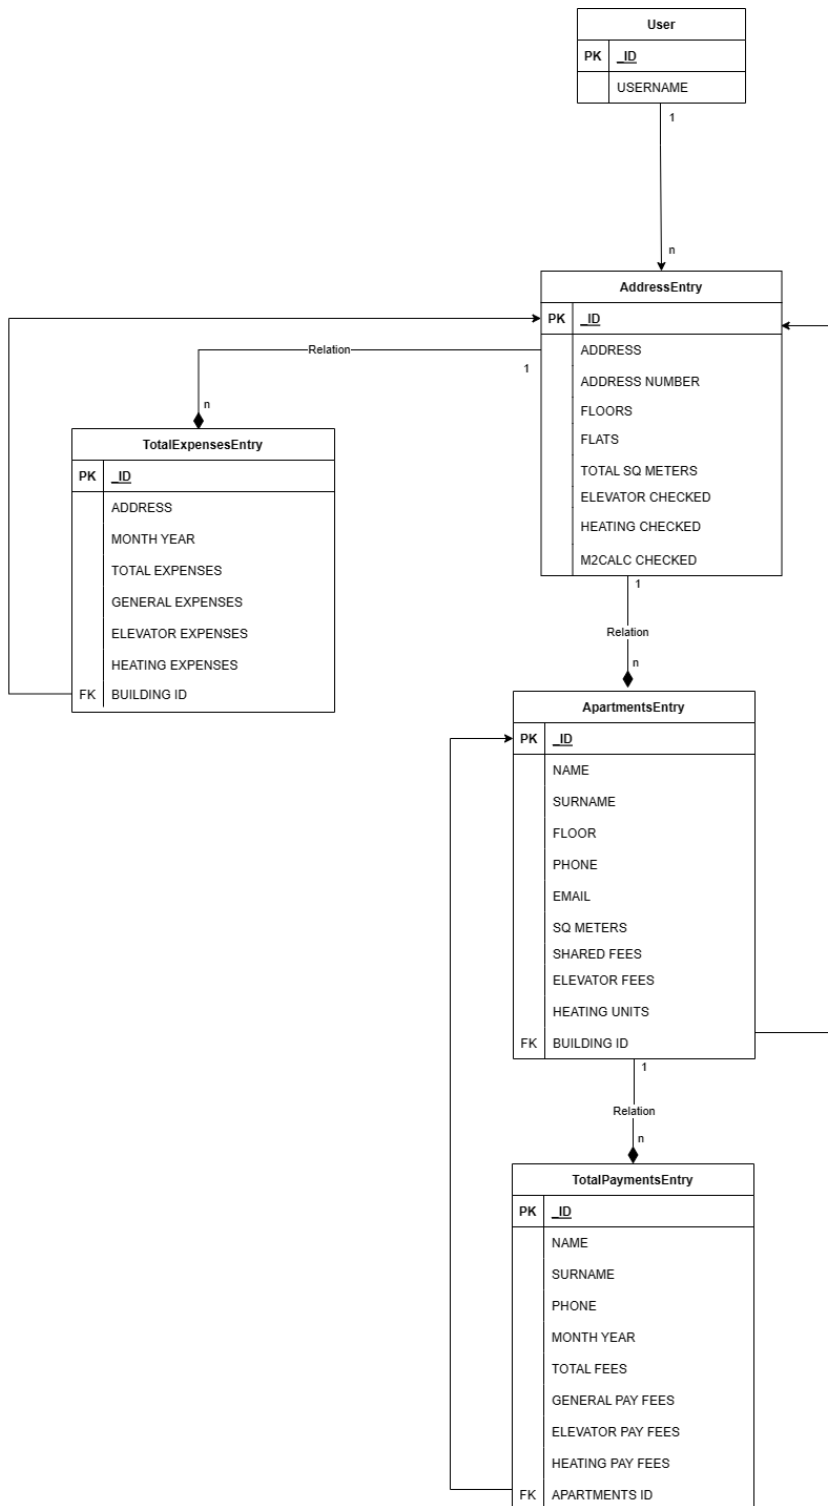 User
PK _ID
USERNAME
1
n
AddressEntry
PK _ID
ADDRESS
ADDRESS NUMBER
FLOORS
FLATS
TOTAL SQ METERS
ELEVATOR CHECKED
HEATING CHECKED
M2CALC CHECKED
Relation
1
n
TotalExpensesEntry
PK _ID
ADDRESS
MONTH YEAR
TOTAL EXPENSES
GENERAL EXPENSES
ELEVATOR EXPENSES
HEATING EXPENSES
FK BUILDING ID
1
Relation
n
ApartmentsEntry
PK _ID
NAME
SURNAME
FLOOR
PHONE
EMAIL
SQ METERS
SHARED FEES
ELEVATOR FEES
HEATING UNITS
FK BUILDING ID
1
Relation
n
TotalPaymentsEntry
PK _ID
NAME
SURNAME
PHONE
MONTH YEAR
TOTAL FEES
GENERAL PAY FEES
ELEVATOR PAY FEES
HEATING PAY FEES
FK APARTMENTS ID